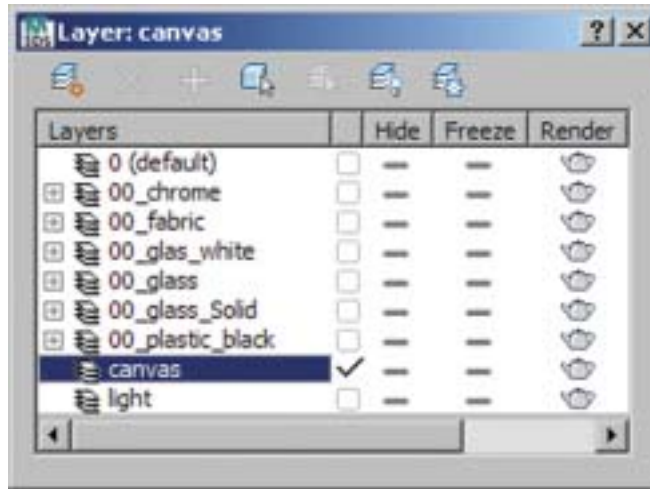 Layer: canvas
? ×
Layers Hide Freeze Render
0 (default)
00_chrome
00_fabric
00_glas_white
00_glass
00_glass_Solid
00_plastic_black
canvas
light